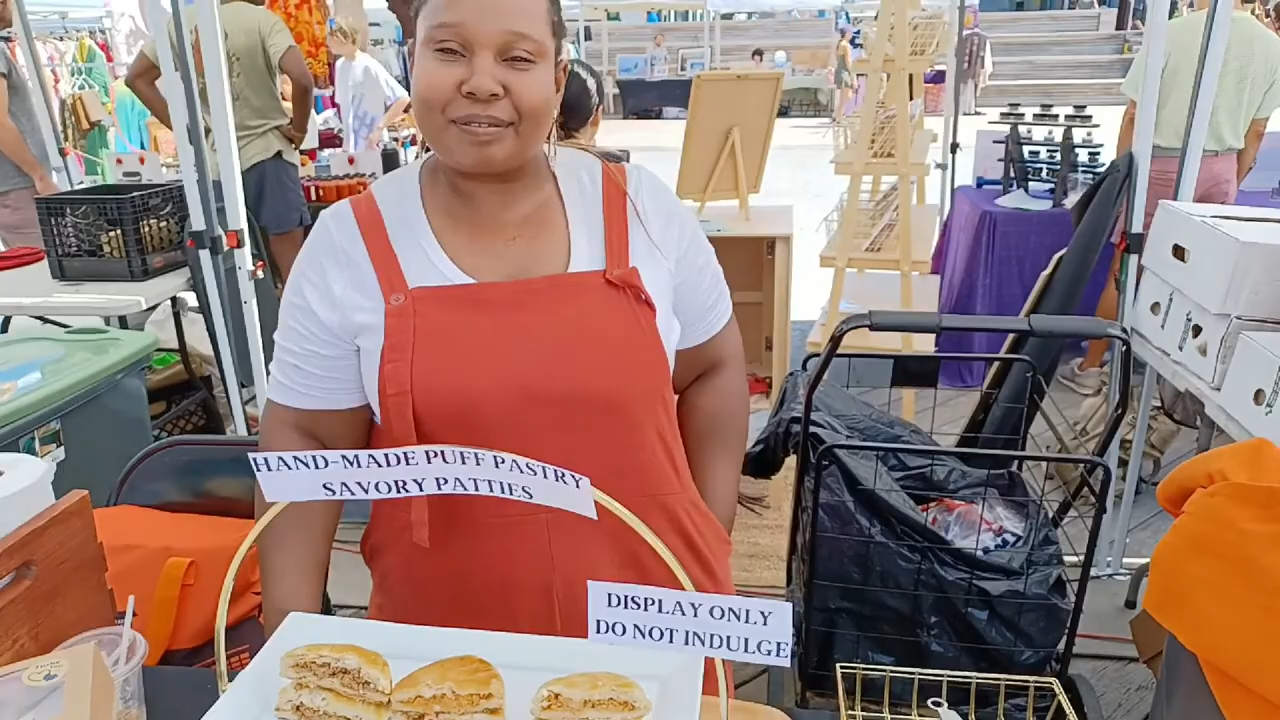 HAND-MADE PUFF PASTRY
SAVORY PATTIES
DISPLAY ONLY
DO NOT INDULGE